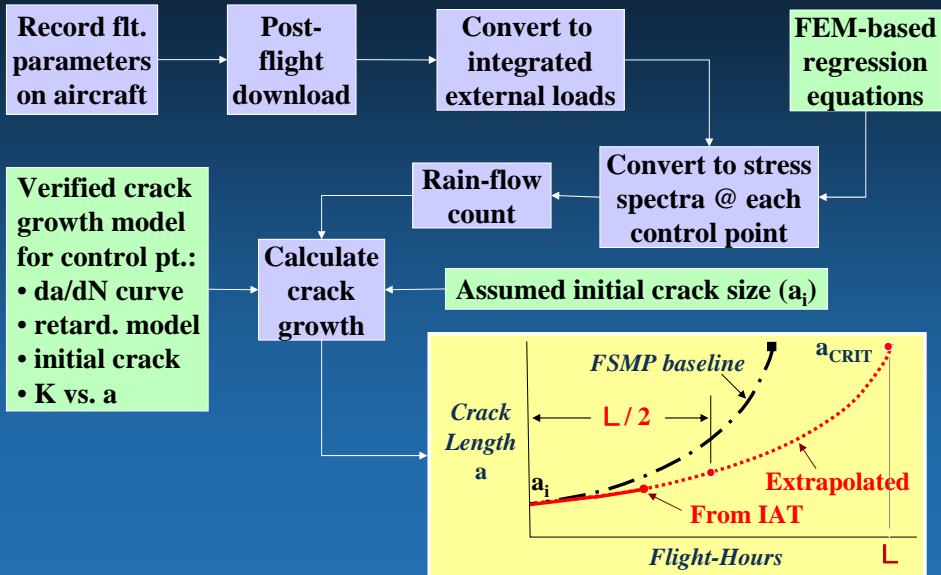 Record flt.
parameters
on aircraft
Post-
flight
download
Convert to
integrated
external loads
FEM-based
regression
equations
Verified crack
growth model
for control pt.:
• da/dN curve
• retard. model
• initial crack
• K vs. a
Rain-flow
count
Convert to stress
spectra @ each
control point
Calculate
crack
growth
Assumed initial crack size (ai)
FSMP baseline
aCRIT
L / 2
Crack
Length
a
ai
Extrapolated
From IAT
Flight-Hours
L